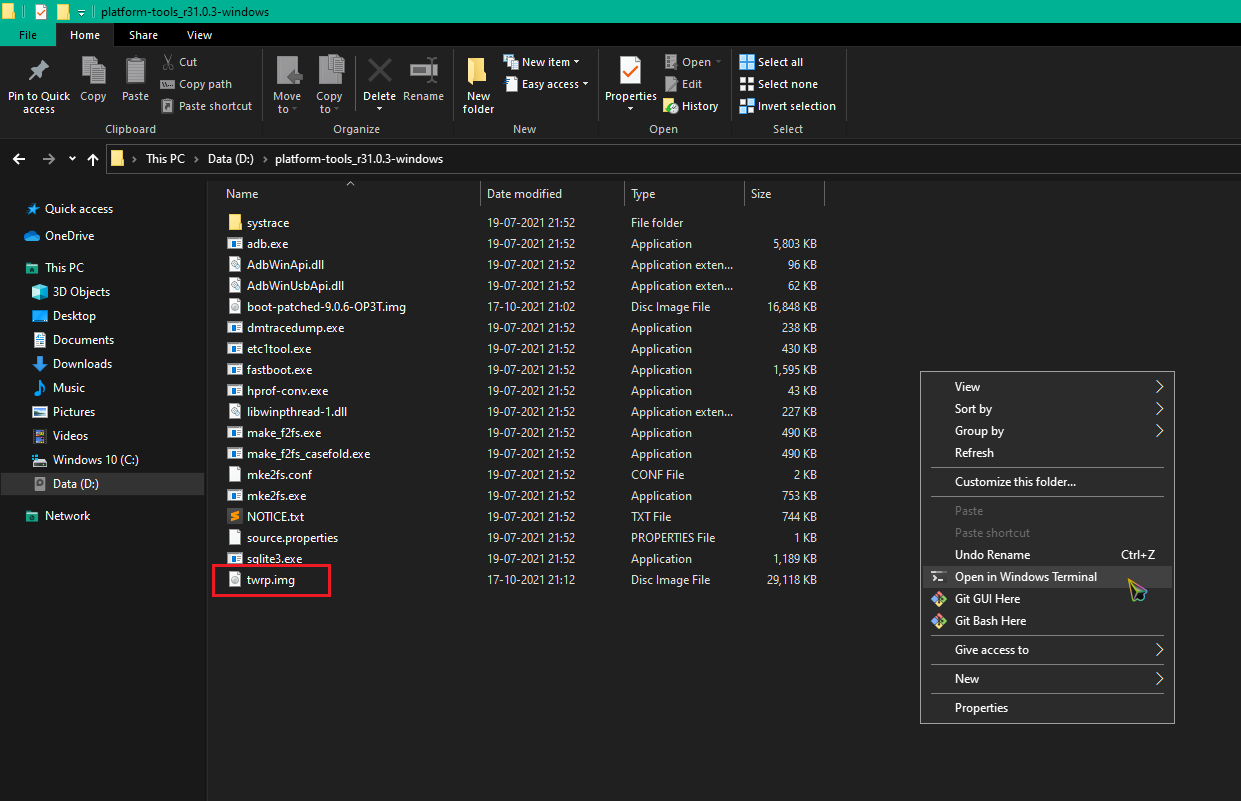 platform-tools_r31.0.3-windows
File Home Share View
Pin to Quick access
Copy
Paste
Cut
Copy path
Paste shortcut
Clipboard
Move to
Copy to
Delete
Rename
Organize
New folder
New item
Easy access
New
Properties
Open
Edit
History
Open
Select all
Select none
Invert selection
Select
This PC Data (D:) platform-tools_r31.0.3-windows
Quick access
OneDrive
This PC
3D Objects
Desktop
Documents
Downloads
Music
Pictures
Videos
Windows 10 (C:)
Data (D:)
Network
Name Date modified Type Size
systrace 19-07-2021 21:52 File folder
adb.exe 19-07-2021 21:52 Application 5,803 KB
AdbWinApi.dll 19-07-2021 21:52 Application exten... 96 KB
AdbWinUsbApi.dll 19-07-2021 21:52 Application exten... 62 KB
boot-patched-9.0.6-OP3T.img 17-10-2021 21:02 Disc Image File 16,848 KB
dmtracedump.exe 19-07-2021 21:52 Application 238 KB
etc1tool.exe 19-07-2021 21:52 Application 430 KB
fastboot.exe 19-07-2021 21:52 Application 1,595 KB
hprof-conv.exe 19-07-2021 21:52 Application 43 KB
libwinpthread-1.dll 19-07-2021 21:52 Application exten... 227 KB
make_f2fs.exe 19-07-2021 21:52 Application 490 KB
make_f2fs_casefold.exe 19-07-2021 21:52 Application 490 KB
mke2fs.conf 19-07-2021 21:52 CONF File 2 KB
mke2fs.exe 19-07-2021 21:52 Application 753 KB
NOTICE.txt 19-07-2021 21:52 TXT File 744 KB
source.properties 19-07-2021 21:52 PROPERTIES File 1 KB
sqlite3.exe 19-07-2021 21:52 Application 1,189 KB
twrp.img 17-10-2021 21:12 Disc Image File 29,118 KB
View
Sort by
Group by
Refresh
Customize this folder...
Paste
Paste shortcut
Undo Rename Ctrl+Z
Open in Windows Terminal
Git GUI Here
Git Bash Here
Give access to
New
Properties